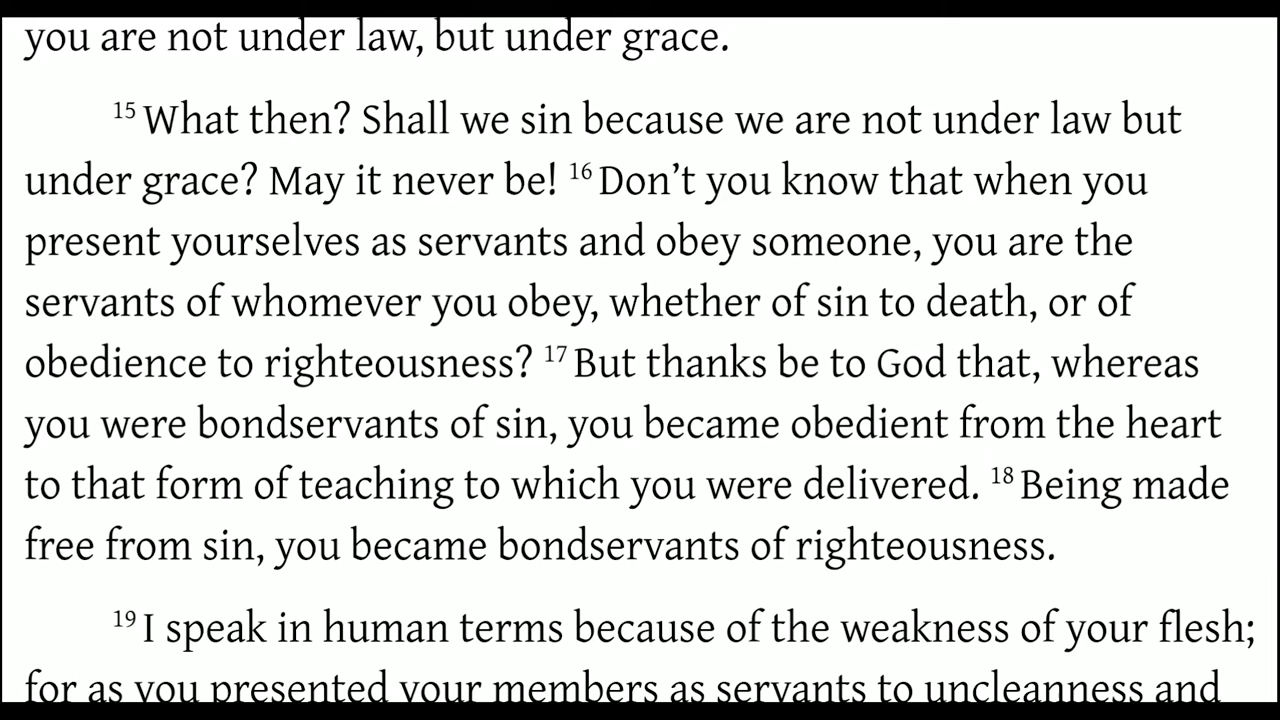 you are not under law, but under grace.
15 What then? Shall we sin because we are not under law but
under grace? May it never be! 16 Don’t you know that when you
present yourselves as servants and obey someone, you are the
servants of whomever you obey, whether of sin to death, or of
obedience to righteousness? 17 But thanks be to God that, whereas
you were bondservants of sin, you became obedient from the heart
to that form of teaching to which you were delivered. 18 Being made
free from sin, you became bondservants of righteousness.
19 I speak in human terms because of the weakness of your flesh;
for as you presented your members as servants to uncleanness and